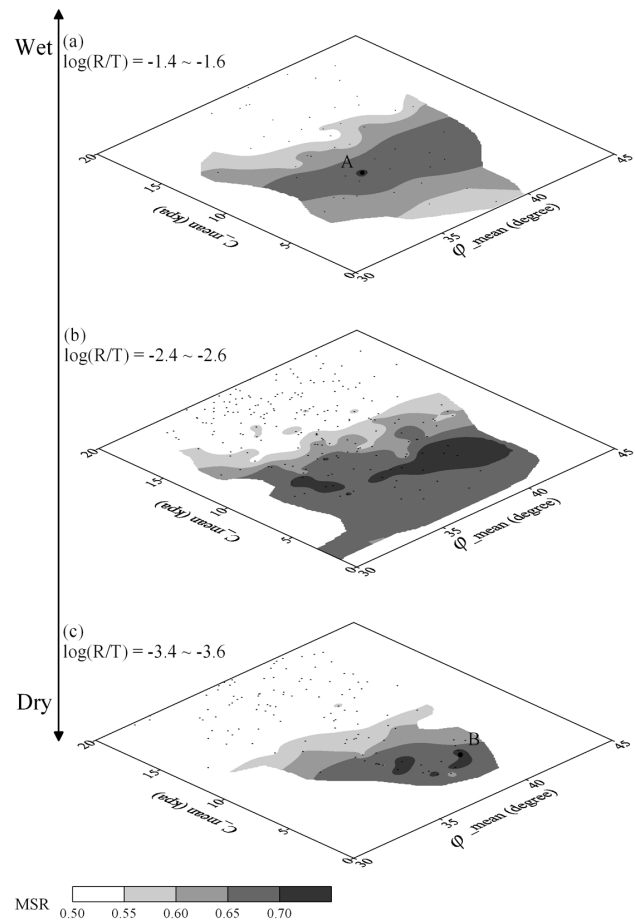 Wet
(a)
log(R/T) = -1.4 ~ -1.6
A
20
15
10
5
0
C_mean (kpa)
30
35
40
45
φ_mean (degree)
(b)
log(R/T) = -2.4 ~ -2.6
20
15
10
5
0
C_mean (kpa)
30
35
40
45
φ_mean (degree)
(c)
log(R/T) = -3.4 ~ -3.6
Dry
B
20
15
10
5
0
C_mean (kpa)
30
35
40
45
φ_mean (degree)
MSR
0.50 0.55 0.60 0.65 0.70